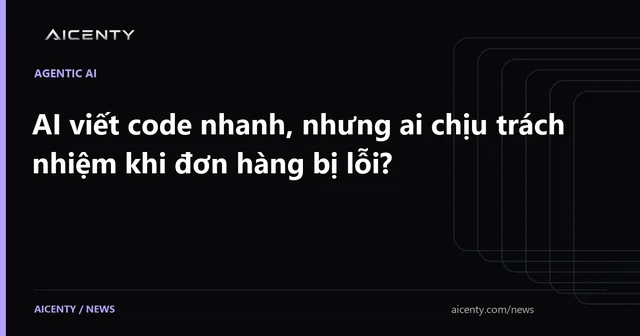 AICENTY
AGENTIC AI
AI viết code nhanh, nhưng ai chịu trách
nhiệm khi đơn hàng bị lỗi?
AICENTY / NEWS
aicenty.com/news